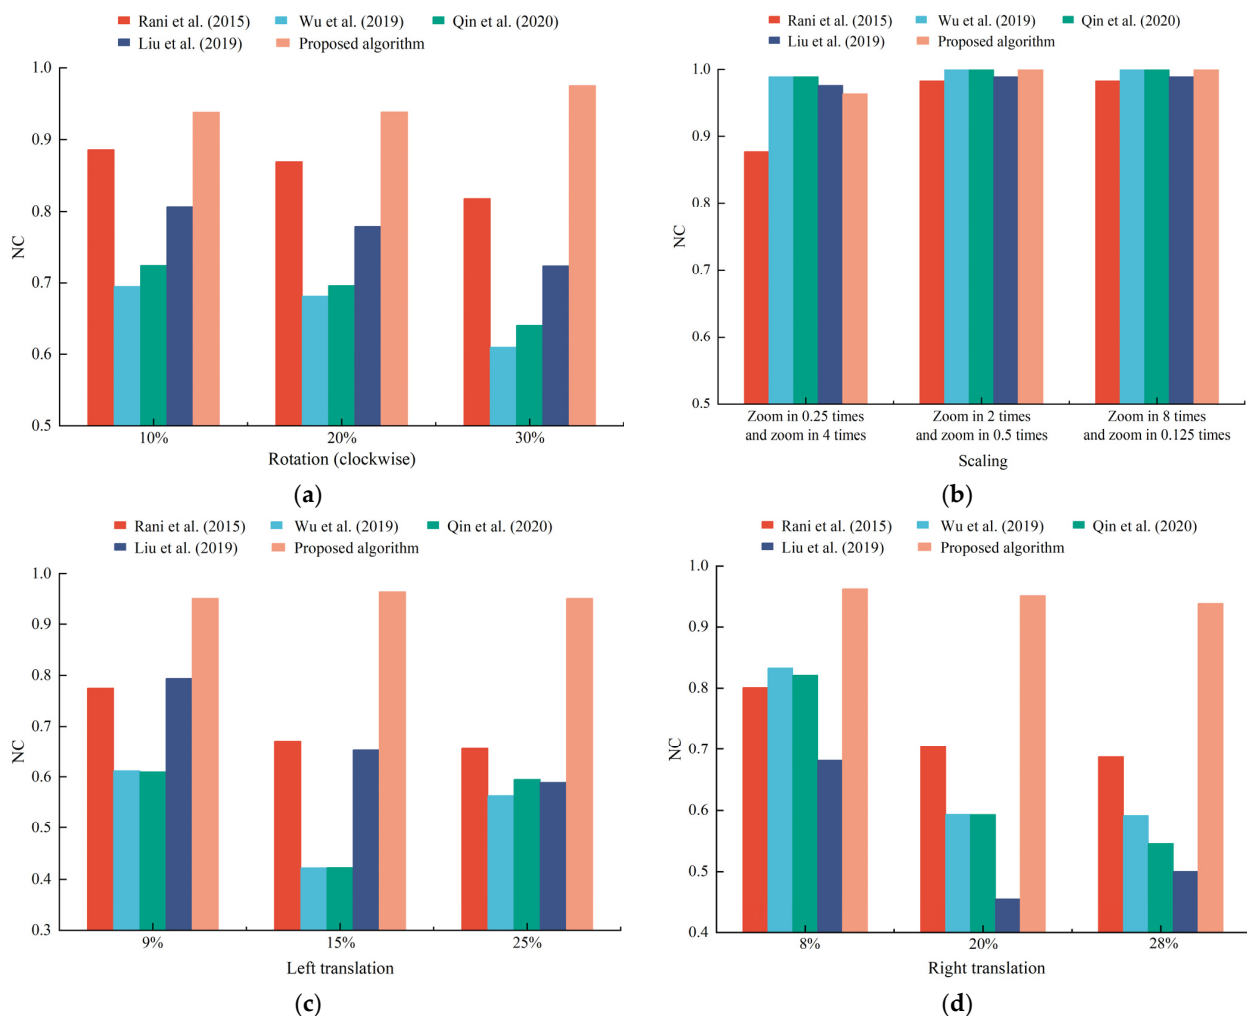 Rani et al. (2015) Wu et al. (2019) Qin et al. (2020)
Liu et al. (2019) Proposed algorithm
1.0
0.9
0.8
0.7
0.6
0.5
NC
10% 20% 30%
Rotation (clockwise)
(a)
Rani et al. (2015) Wu et al. (2019) Qin et al. (2020)
Liu et al. (2019) Proposed algorithm
1.0
0.9
0.8
0.7
0.6
0.5
NC
Zoom in 0.25 times Zoom in 2 times Zoom in 8 times
and zoom in 4 times and zoom in 0.5 times and zoom in 0.125 times
Scaling
(b)
Rani et al. (2015) Wu et al. (2019) Qin et al. (2020)
Liu et al. (2019) Proposed algorithm
1.0
0.9
0.8
0.7
0.6
0.5
0.4
0.3
NC
9% 15% 25%
Left translation
(c)
Rani et al. (2015) Wu et al. (2019) Qin et al. (2020)
Liu et al. (2019) Proposed algorithm
1.0
0.9
0.8
0.7
0.6
0.5
0.4
NC
8% 20% 28%
Right translation
(d)